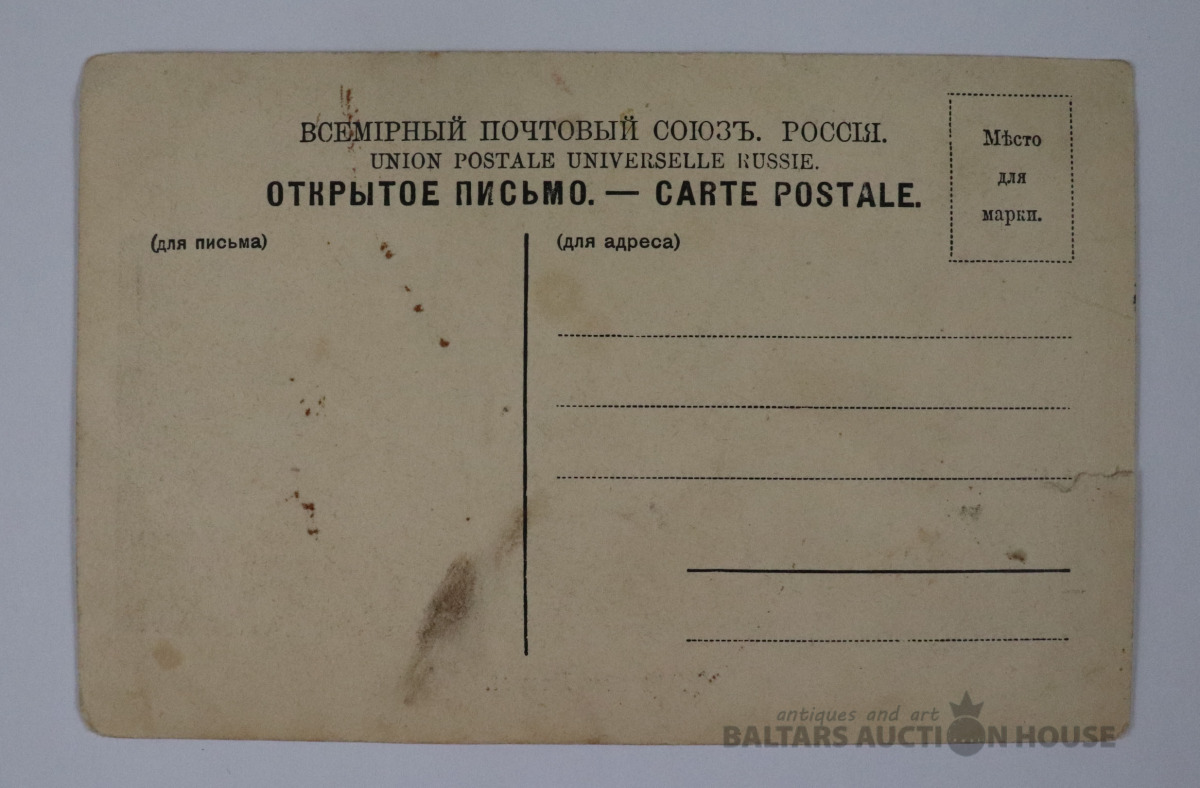 ВСЕМІРНЫЙ ПОЧТОВЫЙ СОЮЗЪ. РОССІЯ.
UNION POSTALE UNIVERSELLE RUSSIE.
ОТКРЫТОЕ ПИСЬМО. — CARTE POSTALE.
Мѣсто
для
марки.
(для письма)
(для адреса)
antiques and art
BALTARS AUCTION HOUSE